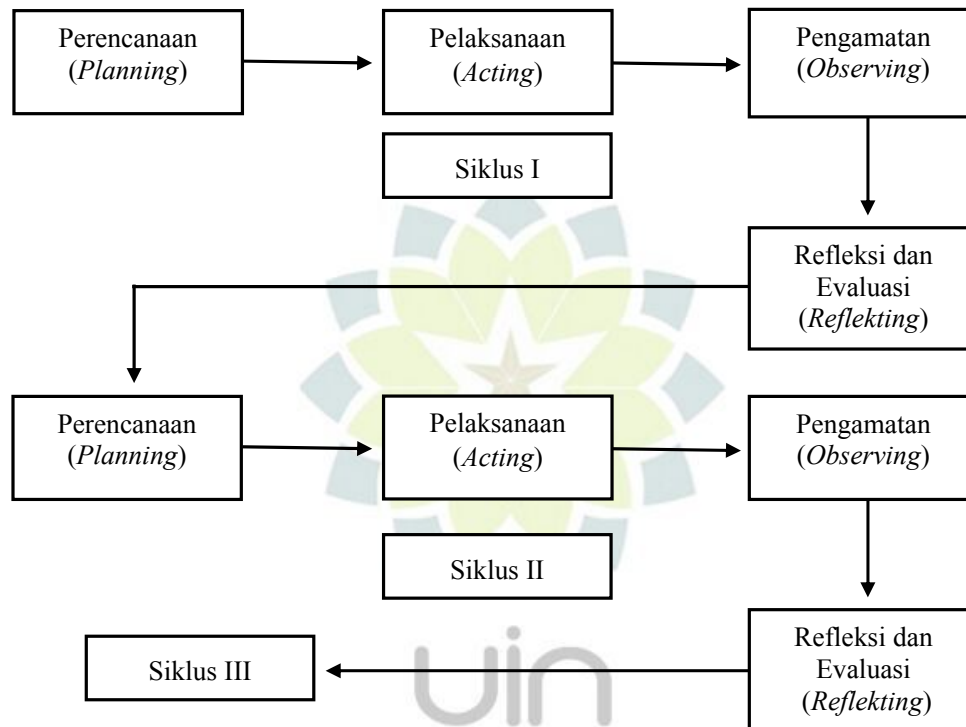 Perencanaan
(Planning)
Pelaksanaan
(Acting)
Pengamatan
(Observing)
Siklus I
Refleksi dan
Evaluasi
(Reflekting)
Perencanaan
(Planning)
Pelaksanaan
(Acting)
Pengamatan
(Observing)
Siklus II
Refleksi dan
Evaluasi
(Reflekting)
Siklus III
uin